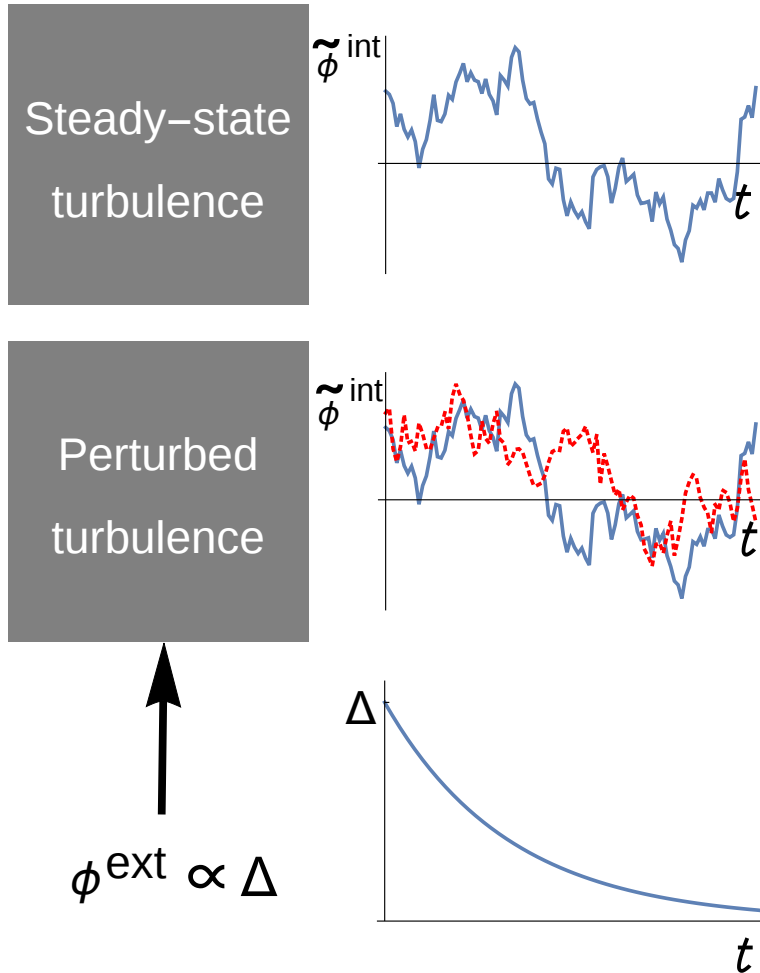 Steady−state
turbulence
ϕ̃ int
t
Perturbed
turbulence
ϕ̃ int
t
Δ
ϕext ∝ Δ
t